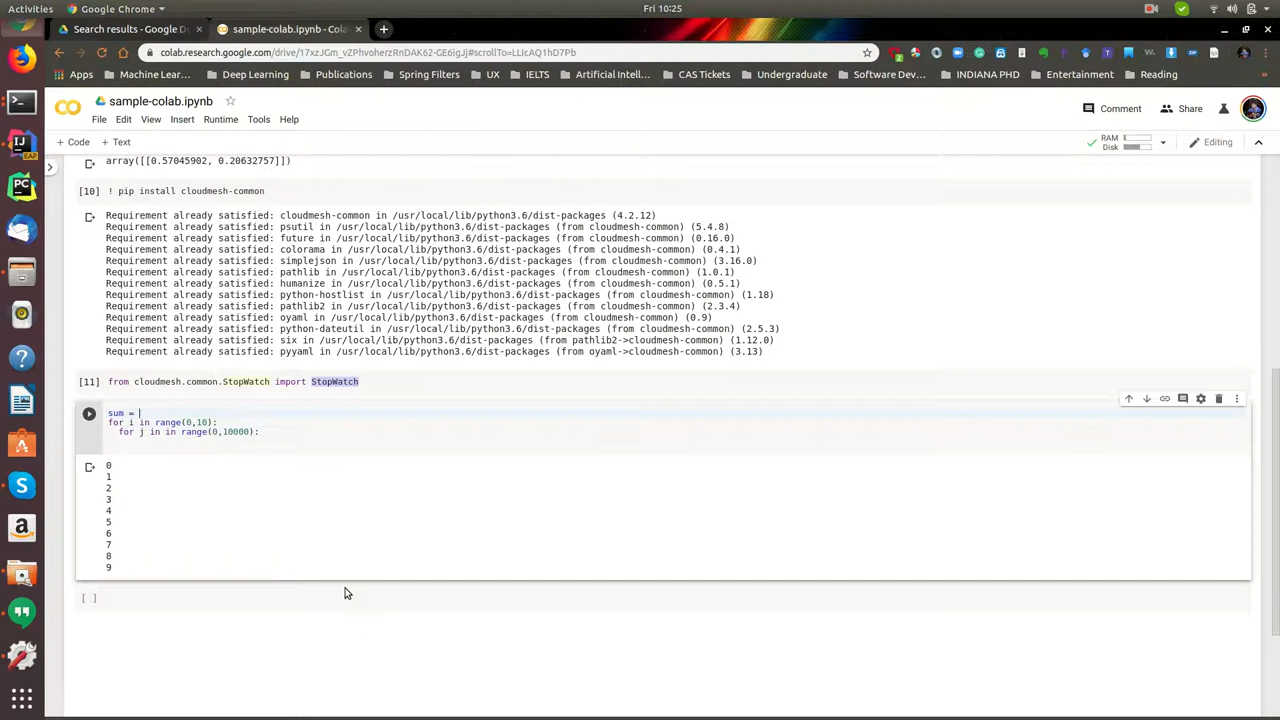 Activities
Google Chrome
Fri 10:25
Search results - Google D
sample-colab.ipynb - Cola
colab.research.google.com/drive/17xzJGm_vZPhvoherzRnDAK62-GE6igJj#scrollTo=LLIcAQ1hD7Pb
Apps
Machine Lear...
Deep Learning
Publications
Spring Filters
UX
IELTS
Artificial Intell...
CAS Tickets
Undergraduate
Software Dev...
INDIANA PHD
Entertainment
Reading
sample-colab.ipynb
Comment
Share
File Edit View Insert Runtime Tools Help
+ Code + Text
RAM
Disk
Editing
array([[0.57045902, 0.20632757]])
[10] ! pip install cloudmesh-common
Requirement already satisfied: cloudmesh-common in /usr/local/lib/python3.6/dist-packages (4.2.12)
Requirement already satisfied: psutil in /usr/local/lib/python3.6/dist-packages (from cloudmesh-common) (5.4.8)
Requirement already satisfied: future in /usr/local/lib/python3.6/dist-packages (from cloudmesh-common) (0.16.0)
Requirement already satisfied: colorama in /usr/local/lib/python3.6/dist-packages (from cloudmesh-common) (0.4.1)
Requirement already satisfied: simplejson in /usr/local/lib/python3.6/dist-packages (from cloudmesh-common) (3.16.0)
Requirement already satisfied: pathlib in /usr/local/lib/python3.6/dist-packages (from cloudmesh-common) (1.0.1)
Requirement already satisfied: humanize in /usr/local/lib/python3.6/dist-packages (from cloudmesh-common) (0.5.1)
Requirement already satisfied: python-hostlist in /usr/local/lib/python3.6/dist-packages (from cloudmesh-common) (1.18)
Requirement already satisfied: pathlib2 in /usr/local/lib/python3.6/dist-packages (from cloudmesh-common) (2.3.4)
Requirement already satisfied: oyaml in /usr/local/lib/python3.6/dist-packages (from cloudmesh-common) (0.9)
Requirement already satisfied: python-dateutil in /usr/local/lib/python3.6/dist-packages (from cloudmesh-common) (2.5.3)
Requirement already satisfied: six in /usr/local/lib/python3.6/dist-packages (from pathlib2->cloudmesh-common) (1.12.0)
Requirement already satisfied: pyyaml in /usr/local/lib/python3.6/dist-packages (from oyaml->cloudmesh-common) (3.13)
[11] from cloudmesh.common.StopWatch import StopWatch
sum =
for i in range(0,10):
for j in in range(0,10000):
0
1
2
3
4
5
6
7
8
9
[ ]